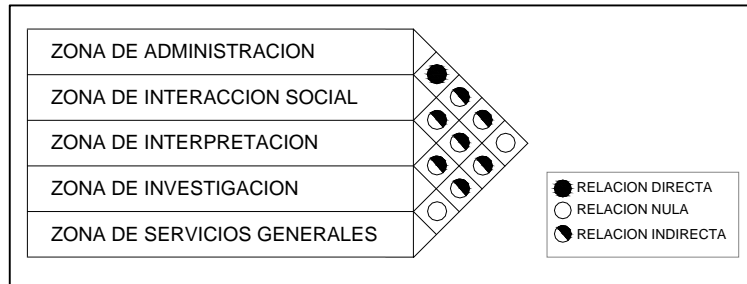 ZONA DE ADMINISTRACION
ZONA DE INTERACCION SOCIAL
ZONA DE INTERPRETACION
ZONA DE INVESTIGACION
ZONA DE SERVICIOS GENERALES
RELACION DIRECTA
RELACION NULA
RELACION INDIRECTA